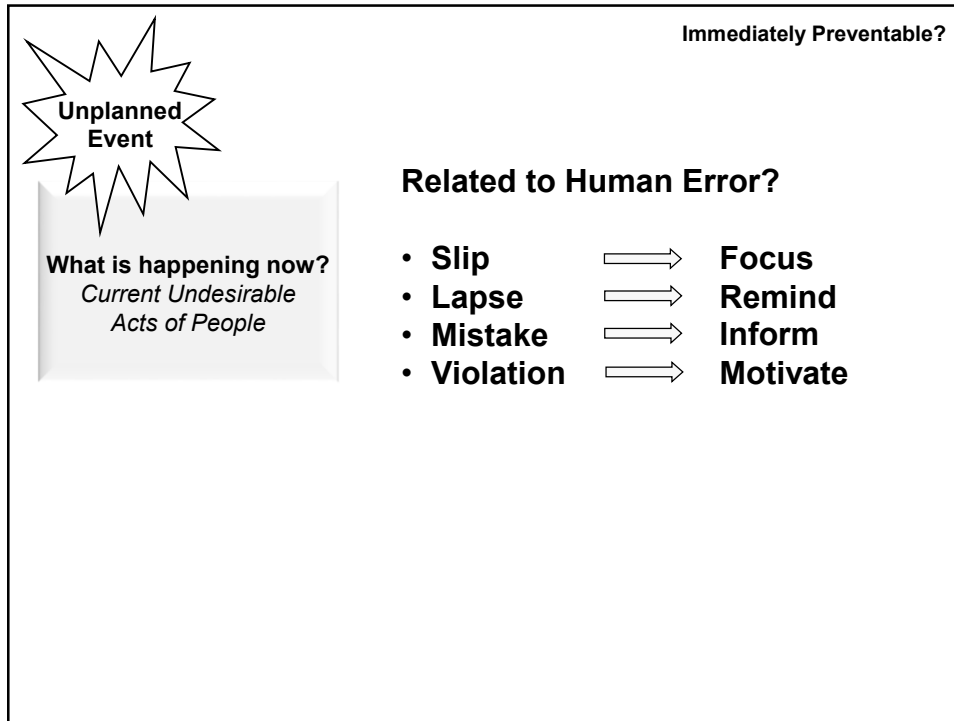 Immediately Preventable?
Unplanned
Event
What is happening now?
Current Undesirable
Acts of People
Related to Human Error?
• Slip Focus
• Lapse Remind
• Mistake Inform
• Violation Motivate